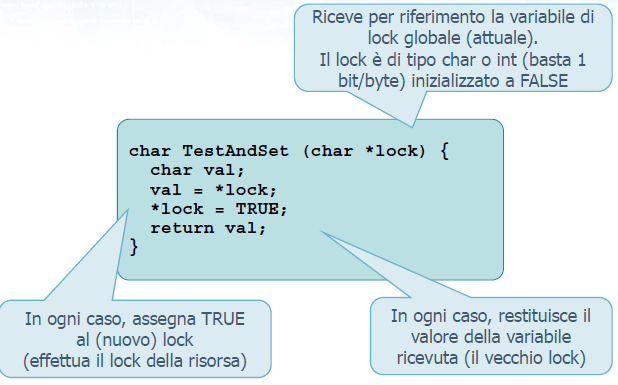 Riceve per riferimento la variabile di
lock globale (attuale).
Il lock è di tipo char o int (basta 1
bit/byte) inizializzato a FALSE
char TestAndSet (char *lock) {
char val;
val = *lock;
*lock = TRUE;
return val;
}
In ogni caso, assegna TRUE
al (nuovo) lock
(effettua il lock della risorsa)
In ogni caso, restituisce il
valore della variabile
ricevuta (il vecchio lock)